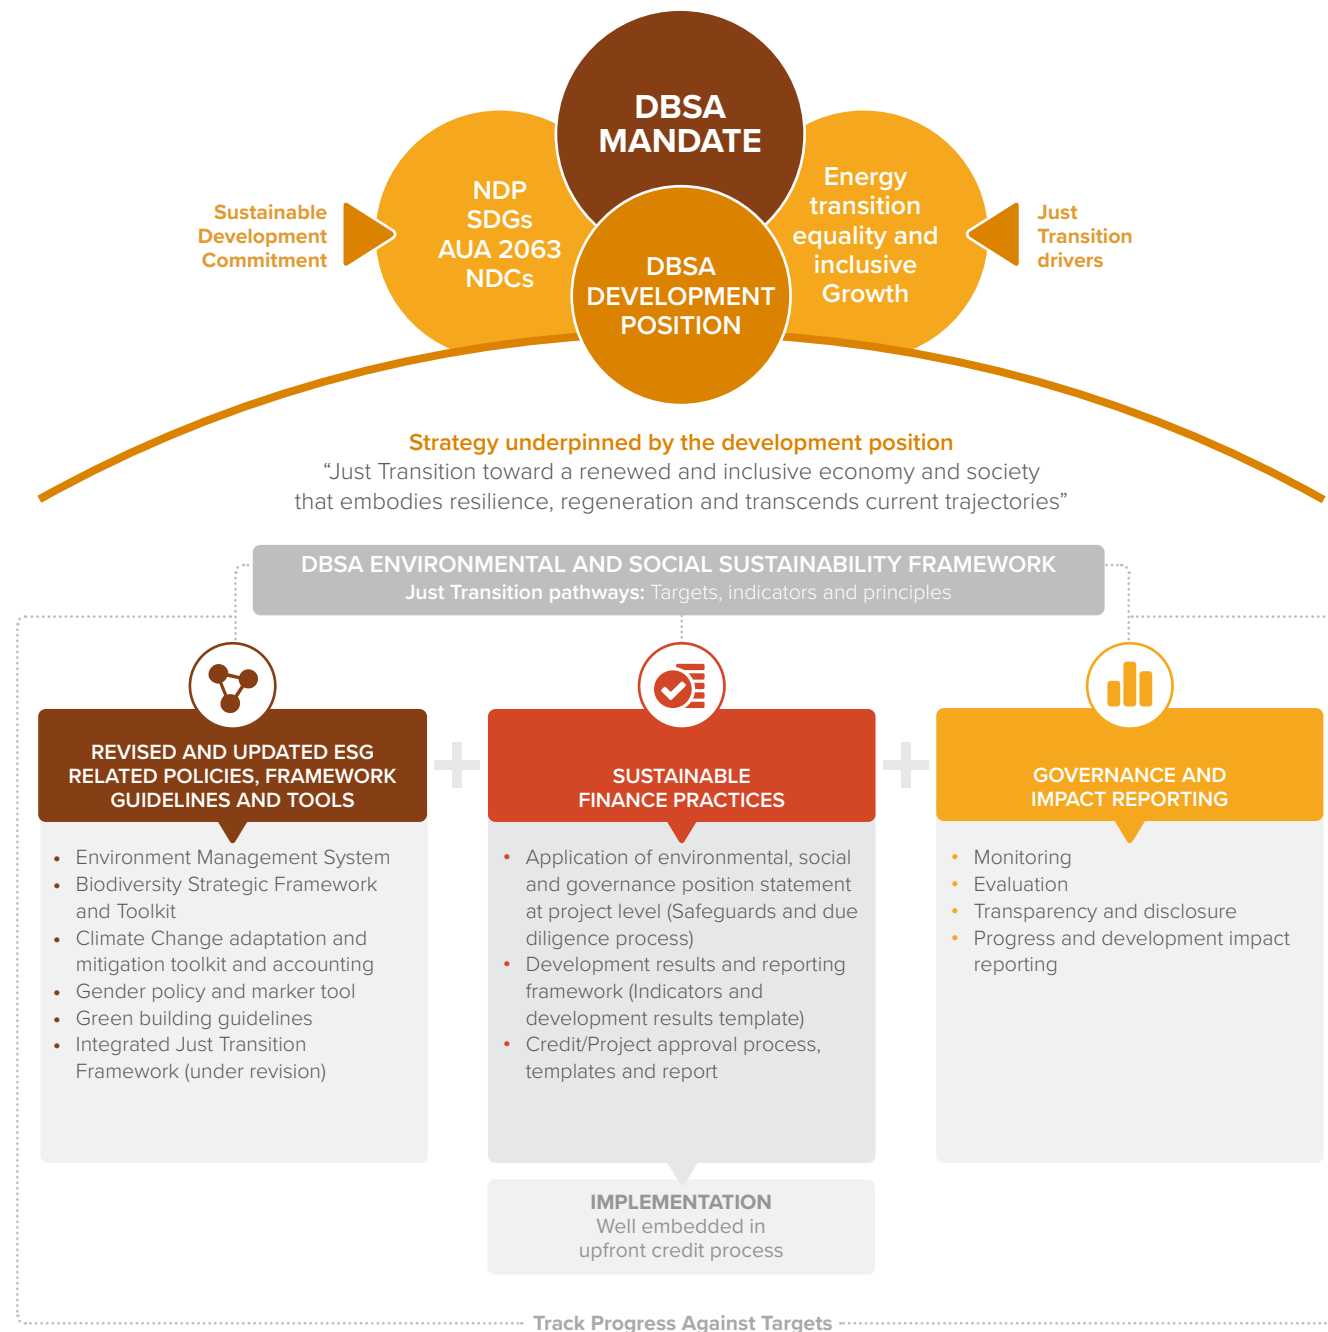 DBSA
MANDATE
Sustainable
Development
Commitment
NDP
SDGs
AUA 2063
NDCs
DBSA
DEVELOPMENT
POSITION
Energy
transition
equality and
inclusive
Growth
Just
Transition
drivers
Strategy underpinned by the development position
“Just Transition toward a renewed and inclusive economy and society
that embodies resilience, regeneration and transcends current trajectories”
DBSA ENVIRONMENTAL AND SOCIAL SUSTAINABILITY FRAMEWORK
Just Transition pathways: Targets, indicators and principles
REVISED AND UPDATED ESG
RELATED POLICIES, FRAMEWORK
GUIDELINES AND TOOLS
• Environment Management System
• Biodiversity Strategic Framework
and Toolkit
• Climate Change adaptation and
mitigation toolkit and accounting
• Gender policy and marker tool
• Green building guidelines
• Integrated Just Transition
Framework (under revision)
SUSTAINABLE
FINANCE PRACTICES
• Application of environmental, social
and governance position statement
at project level (Safeguards and due
diligence process)
• Development results and reporting
framework (Indicators and
development results template)
• Credit/Project approval process,
templates and report
IMPLEMENTATION
Well embedded in
upfront credit process
GOVERNANCE AND
IMPACT REPORTING
• Monitoring
• Evaluation
• Transparency and disclosure
• Progress and development impact
reporting
Track Progress Against Targets